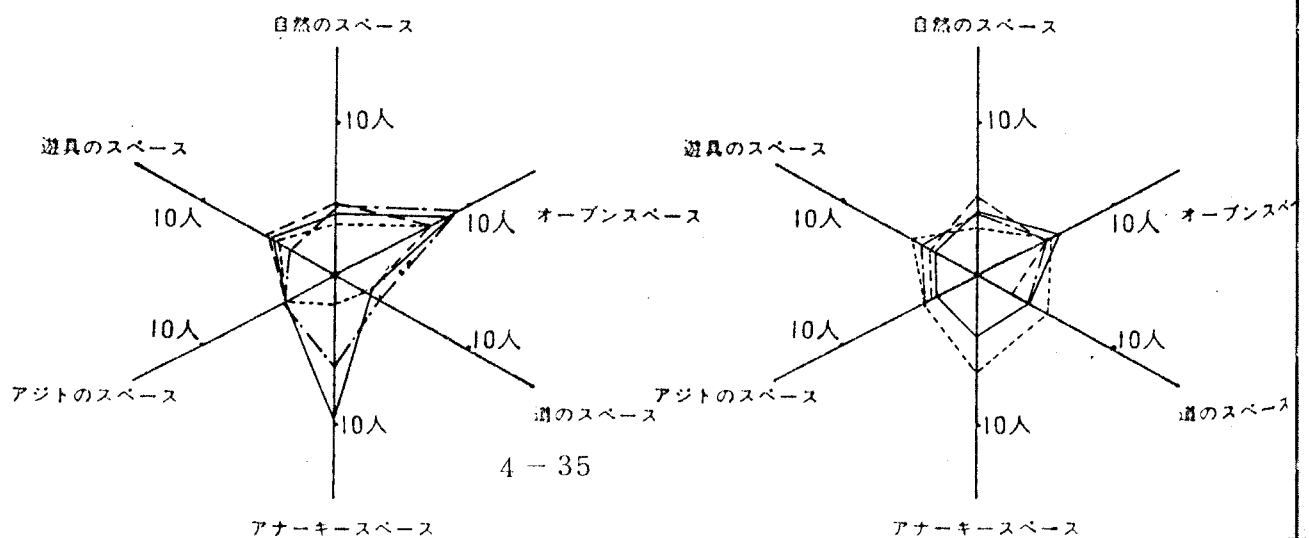 自然のスペース
10人
遊具のスペース
10人
10人
オープンスペース
10人
10人
アジトのスペース
道のスペース
10人
アナーキースペース
4-35
自然のスペース
10人
遊具のスペース
10人
10人
オープンスペ
10人
10人
アジトのスペース
道のスペース
10人
アナーキースペース